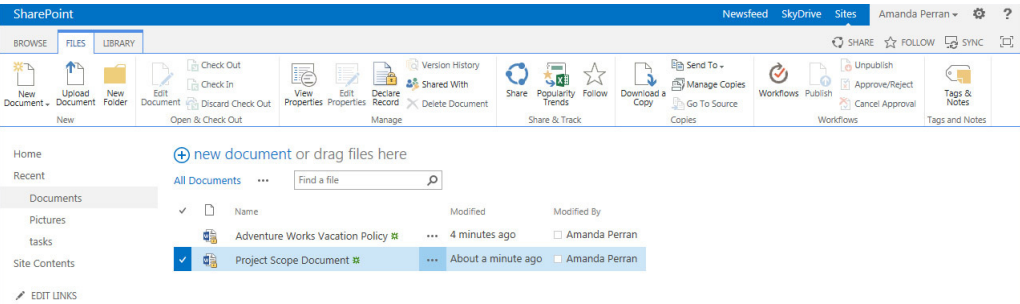 SharePoint
Newsfeed SkyDrive Sites Amanda Perran ?
BROWSE FILES LIBRARY
SHARE FOLLOW SYNC
New Document
Upload Document
New Folder
New
Edit Document
Check Out
Check In
Discard Check Out
Open & Check Out
View Properties
Edit Properties
Declare Record
Version History
Shared With
Delete Document
Manage
Share
Popularity Trends
Follow
Share & Track
Download a Copy
Send To
Manage Copies
Go To Source
Copies
Workflows
Publish
Unpublish
Approve/Reject
Cancel Approval
Workflows
Tags & Notes
Tags and Notes
Home
Recent
Documents
Pictures
tasks
Site Contents
EDIT LINKS
new document or drag files here
All Documents ... Find a file
Name Modified Modified By
Adventure Works Vacation Policy ... 4 minutes ago Amanda Perran
Project Scope Document ... About a minute ago Amanda Perran